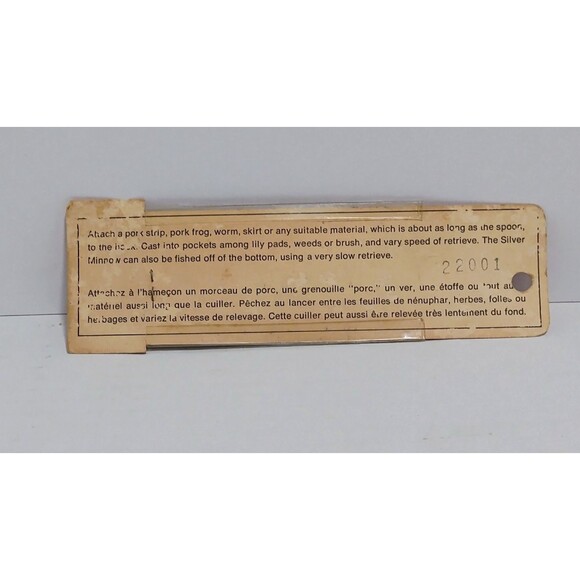 Attach a pork strip, pork frog, worm, skirt or any suitable material, which is about as long as the spoon,
to the hook. Cast into pockets among lily pads, weeds or brush, and vary speed of retrieve. The Silver
Minnow can also be fished off of the bottom, using a very slow retrieve.
22001
Attachez à l'hameçon un morceau de porc, une grenouille "porc," un ver, une étoffe ou tout au
matériel aussi long que la cuiller. Pêchez au lancer entre les feuilles de nénuphar, herbes, folles ou
herbages et variez la vitesse de relevage. Cette cuiller peut aussi être relevée très lentement du fond.